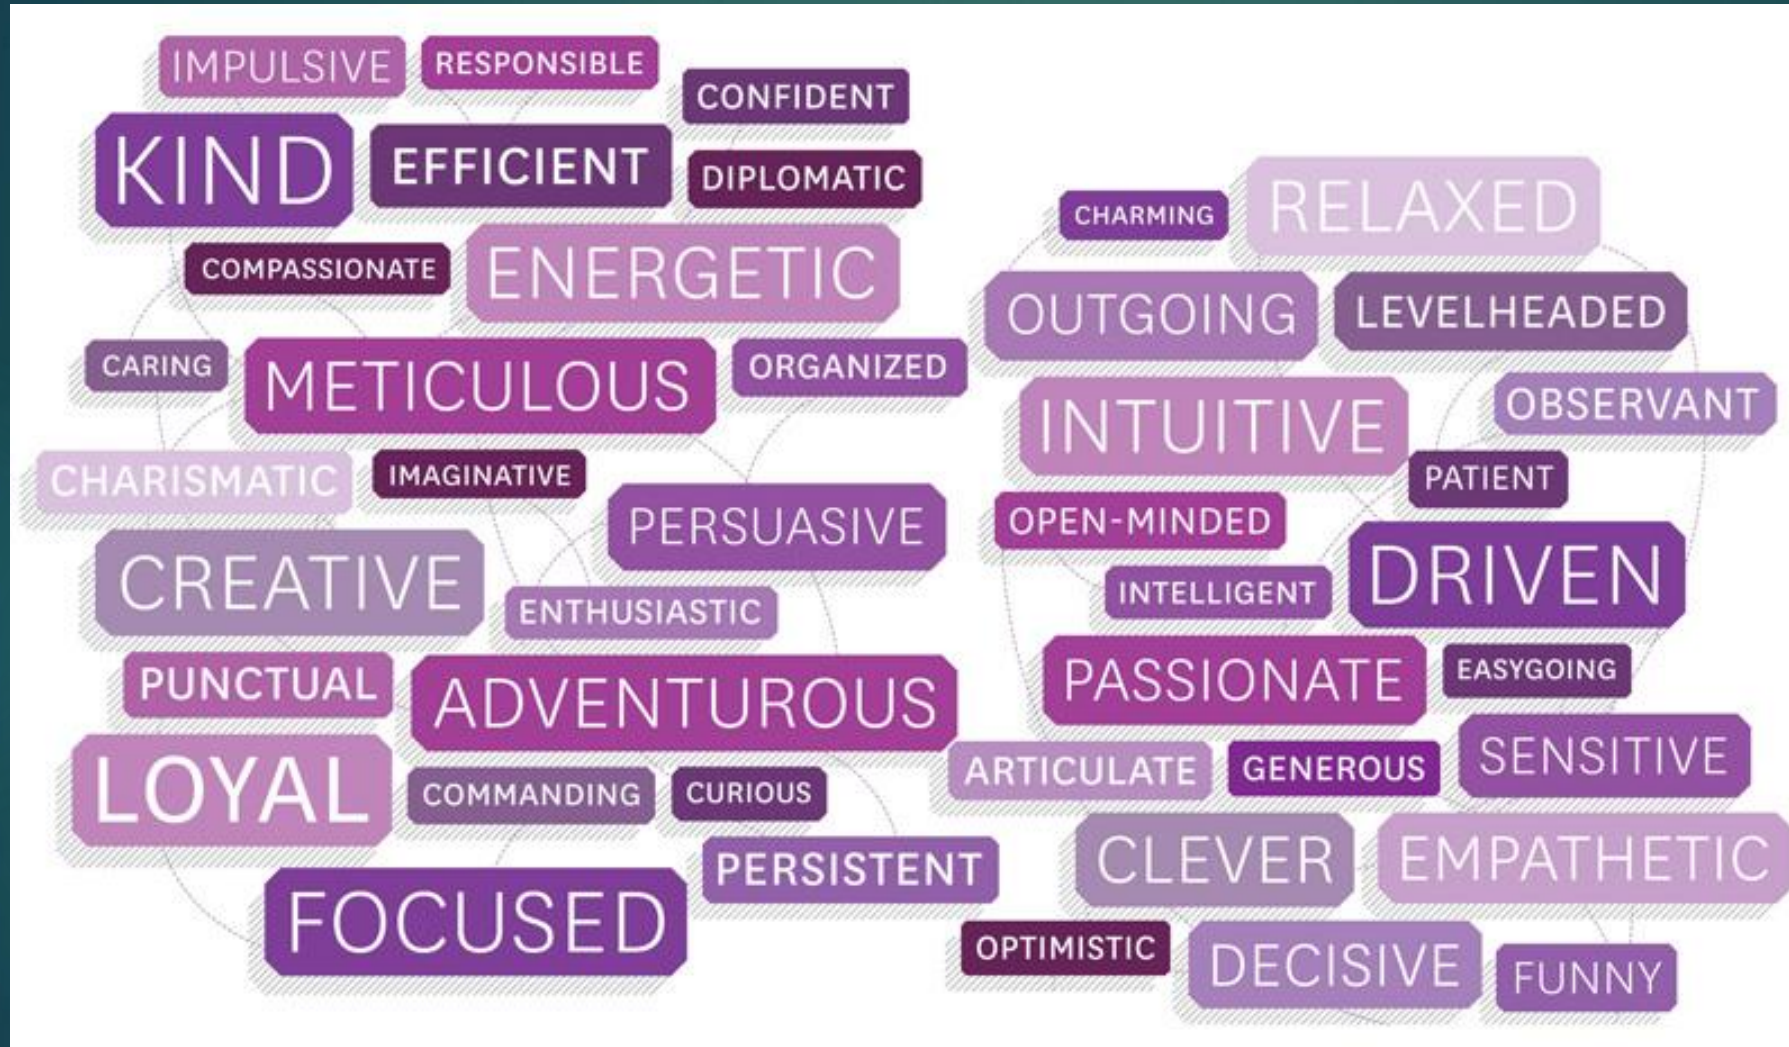 IMPULSIVE
RESPONSIBLE
CONFIDENT
KIND
EFFICIENT
DIPLOMATIC
COMPASSIONATE
ENERGETIC
CARING
METICULOUS
ORGANIZED
CHARISMATIC
IMAGINATIVE
PERSUASIVE
CREATIVE
ENTHUSIASTIC
PUNCTUAL
ADVENTUROUS
LOYAL
COMMANDING
CURIOUS
PERSISTENT
FOCUSED
CHARMING
RELAXED
OUTGOING
LEVELHEADED
INTUITIVE
OBSERVANT
PATIENT
OPEN-MINDED
DRIVEN
INTELLIGENT
PASSIONATE
EASYGOING
ARTICULATE
GENEROUS
SENSITIVE
CLEVER
EMPATHETIC
OPTIMISTIC
DECISIVE
FUNNY